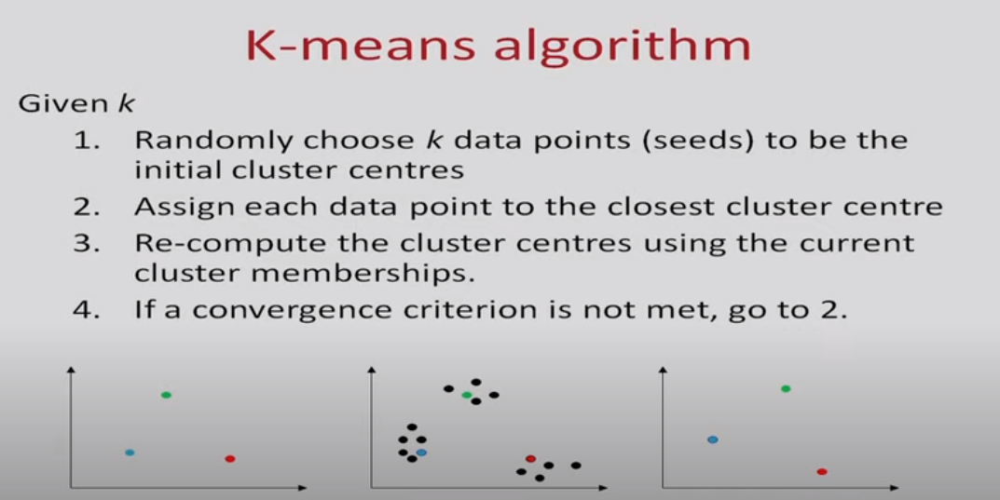 K-means algorithm
Given k
1. Randomly choose k data points (seeds) to be the
initial cluster centres
2. Assign each data point to the closest cluster centre
3. Re-compute the cluster centres using the current
cluster memberships.
4. If a convergence criterion is not met, go to 2.